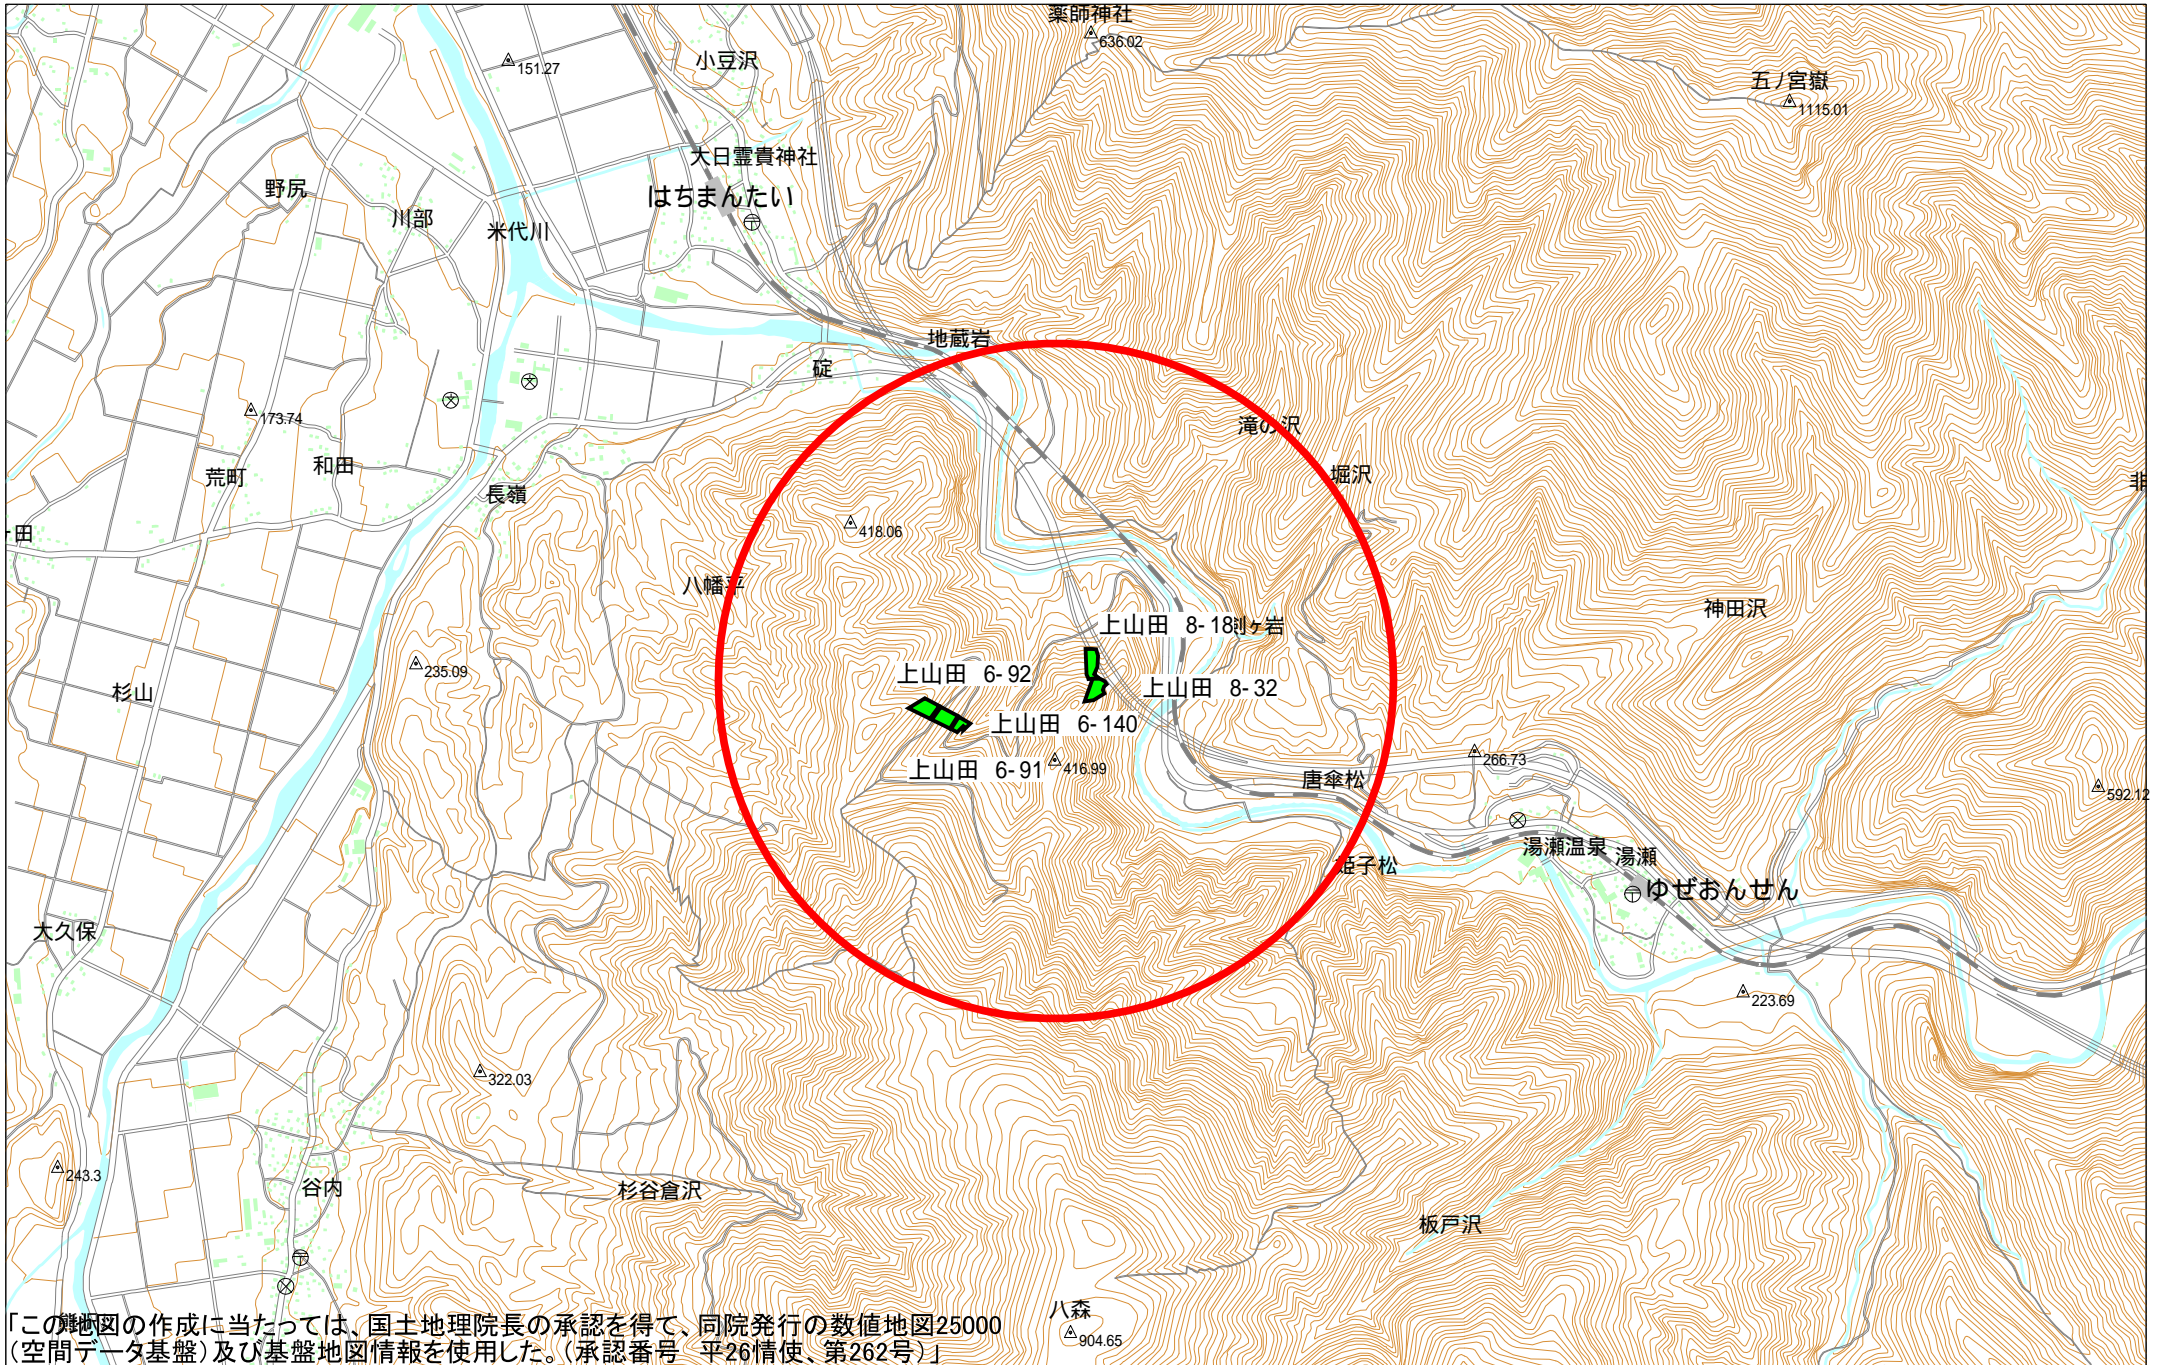 薬師神社
636.02
小豆沢
151.27
五ノ宮嶽
1115.01
大日霊貴神社
はちまんたい
野尻
川部
米代川
地蔵岩
碇
173.74
滝の沢
荒町
和田
長嶺
堀沢
非
田
418.06
八幡平
神田沢
上山田 8-18
ヶ岩
235.09
上山田 6-92
上山田 8-32
杉山
上山田 6-140
上山田 6-91
416.99
266.73
唐傘松
592.12
湯瀬温泉
湯瀬
姫子松
ゆぜおんせん
大久保
223.69
322.03
243.3
谷内
杉谷倉沢
板戸沢
八森
904.65
「この地図の作成に当たっては、国土地理院長の承認を得て、同院発行の数値地図25000
(空間データ基盤)及び基盤地図情報を使用した。(承認番号 平26情使、第262号)」